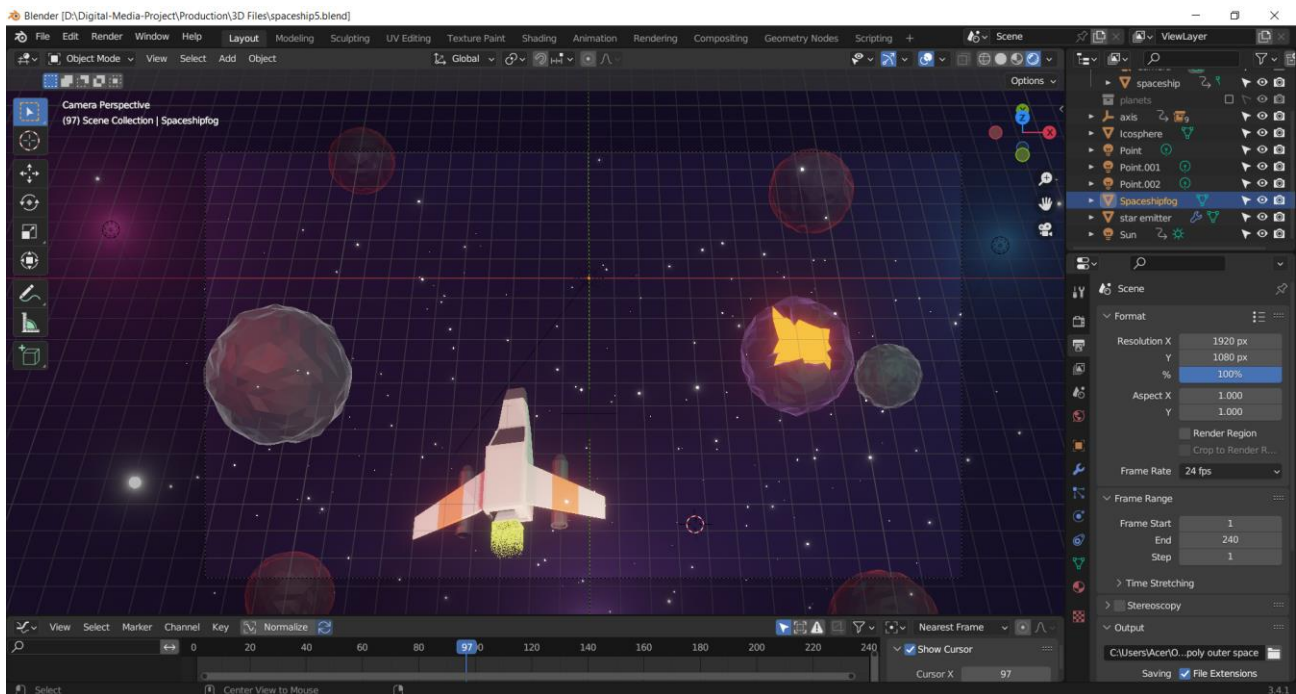 Blender [D:\Digital-Media-Project\Production\3D Files\spaceship5.blend]
File Edit Render Window Help Layout Modeling Sculpting UV Editing Texture Paint Shading Animation Rendering Compositing Geometry Nodes Scripting + Scene ViewLayer
Object Mode View Select Add Object Global
Options
Camera Perspective
(97) Scene Collection | Spaceshipfog
Z
X
spaceship
planets
axis 9
Icosphere
Point
Point.001
Point.002
Spaceshipfog
star emitter
Sun
Scene
Format
Resolution X 1920 px
Y 1080 px
% 100%
Aspect X 1.000
Y 1.000
Render Region
Crop to Render R...
Frame Rate 24 fps
Frame Range
Frame Start 1
End 240
Step 1
Time Stretching
Stereoscopy
Output
C:\Users\Acer\O...poly outer space
Saving File Extensions
View Select Marker Channel Key Normalize Nearest Frame
0 20 40 60 80 97 120 140 160 180 200 220 240
Show Cursor
Cursor X 97
Select Center View to Mouse 3.4.1